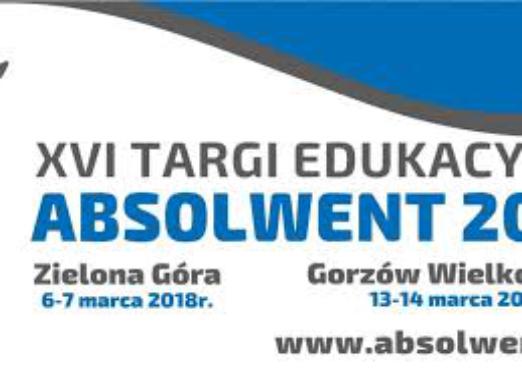 XVI TARGI EDUKACY
ABSOLWENT 20
Zielona Góra
6-7 marca 2018r.
Gorzów Wielko
13-14 marca 20
www.absolwen